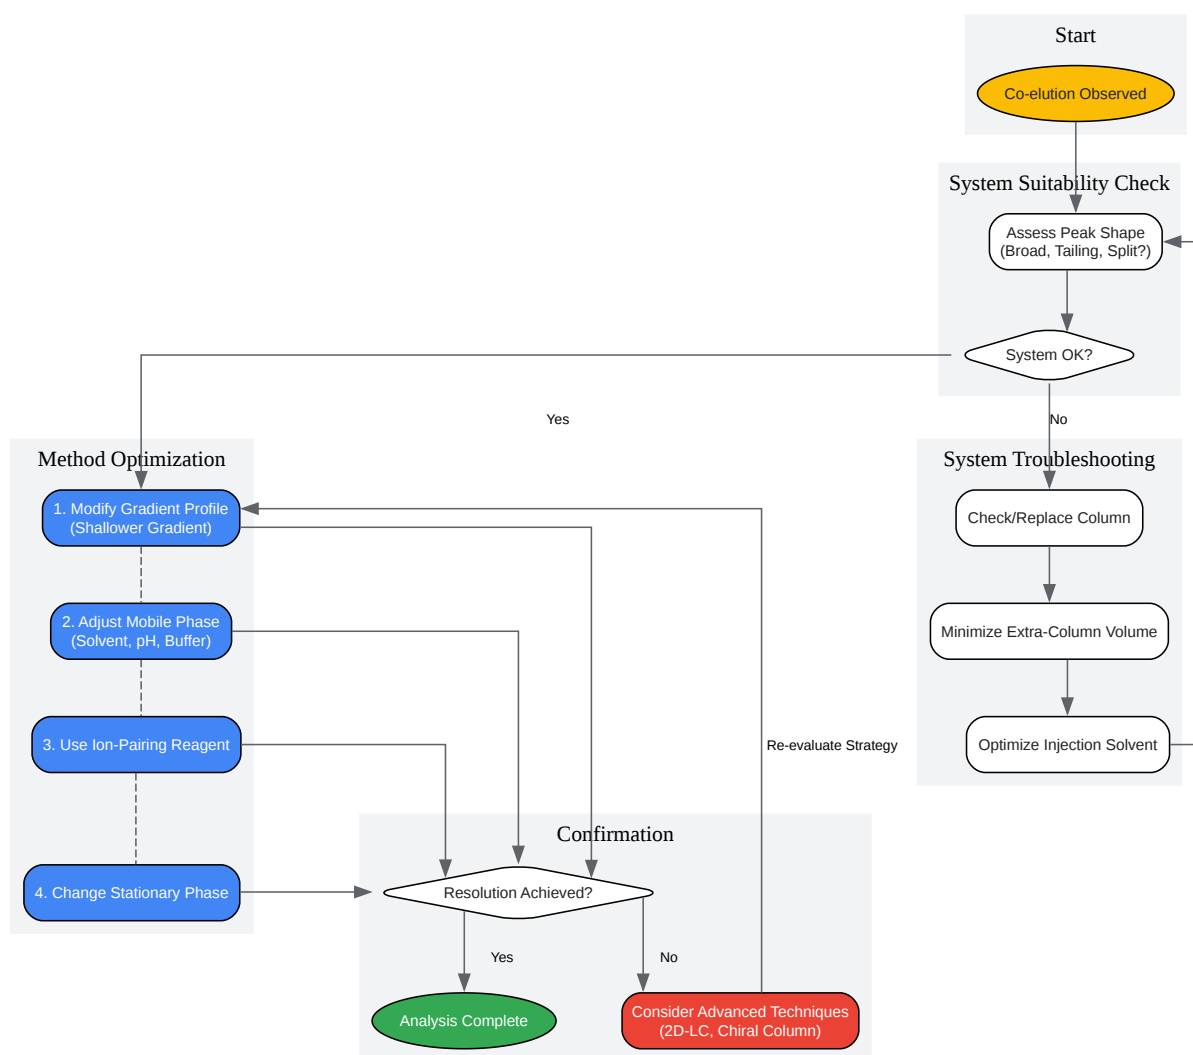 Start
Co-elution Observed
System Suitability Check
Assess Peak Shape
(Broad, Tailing, Split?)
System OK?
Yes
No
Method Optimization
1. Modify Gradient Profile
(Shallower Gradient)
2. Adjust Mobile Phase
(Solvent, pH, Buffer)
3. Use Ion-Pairing Reagent
4. Change Stationary Phase
System Troubleshooting
Check/Replace Column
Minimize Extra-Column Volume
Optimize Injection Solvent
Re-evaluate Strategy
Confirmation
Resolution Achieved?
Yes
No
Analysis Complete
Consider Advanced Techniques
(2D-LC, Chiral Column)